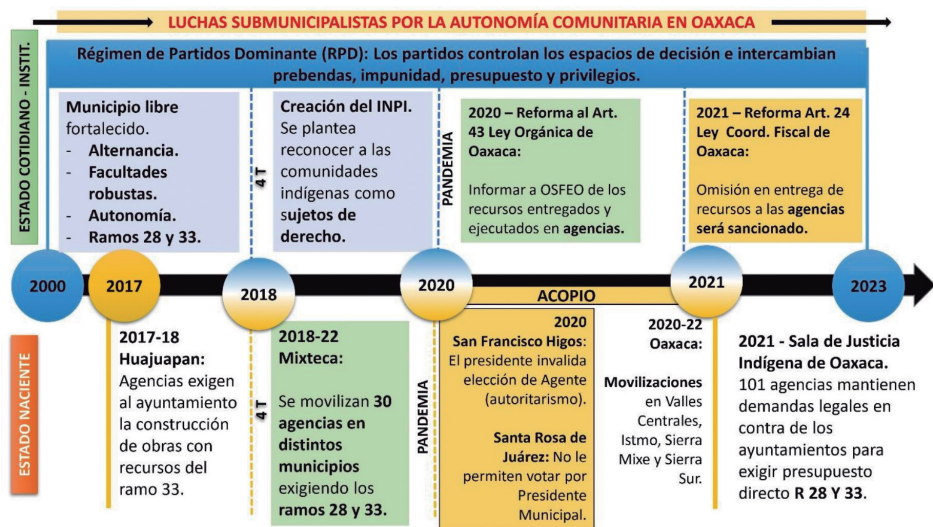 LUCHAS SUBMUNICIPALISTAS POR LA AUTONOMÍA COMUNITARIA EN OAXACA
ESTADO COTIDIANO - INSTIT.
Régimen de Partidos Dominante (RPD): Los partidos controlan los espacios de decisión e intercambian
prebendas, impunidad, presupuesto y privilegios.
Municipio libre
fortalecido.
- Alternancia.
- Facultades
robustas.
- Autonomía.
- Ramos 28 y 33.
4 T
Creación del INPI.
Se plantea
reconocer a las
comunidades
indígenas como
sujetos de
derecho.
PANDEMIA
2020 – Reforma al Art.
43 Ley Orgánica de
Oaxaca:
Informar a OSFEO de los
recursos entregados y
ejecutados en agencias.
2021 – Reforma Art. 24
Ley Coord. Fiscal de
Oaxaca:
Omisión en entrega de
recursos a las agencias
será sancionado.
2000
2017
2018
2020
2021
2023
ACOPIO
ESTADO NACIENTE
2017-18
Huajuapan:
Agencias exigen
al ayuntamiento
la construcción
de obras con
recursos del
ramo 33.
4 T
2018-22
Mixteca:
Se movilizan 30
agencias en
distintos
municipios
exigiendo los
ramos 28 y 33.
PANDEMIA
2020
San Francisco Higos:
El presidente invalida
elección de Agente
(autoritarismo).
Santa Rosa de
Juárez: No le
permiten votar por
Presidente
Municipal.
2020-22
Oaxaca:
Movilizaciones
en Valles
Centrales,
Istmo, Sierra
Mixe y Sierra
Sur.
2021 - Sala de Justicia
Indígena de Oaxaca.
101 agencias mantienen
demandas legales en
contra de los
ayuntamientos para
exigir presupuesto
directo R 28 Y 33.